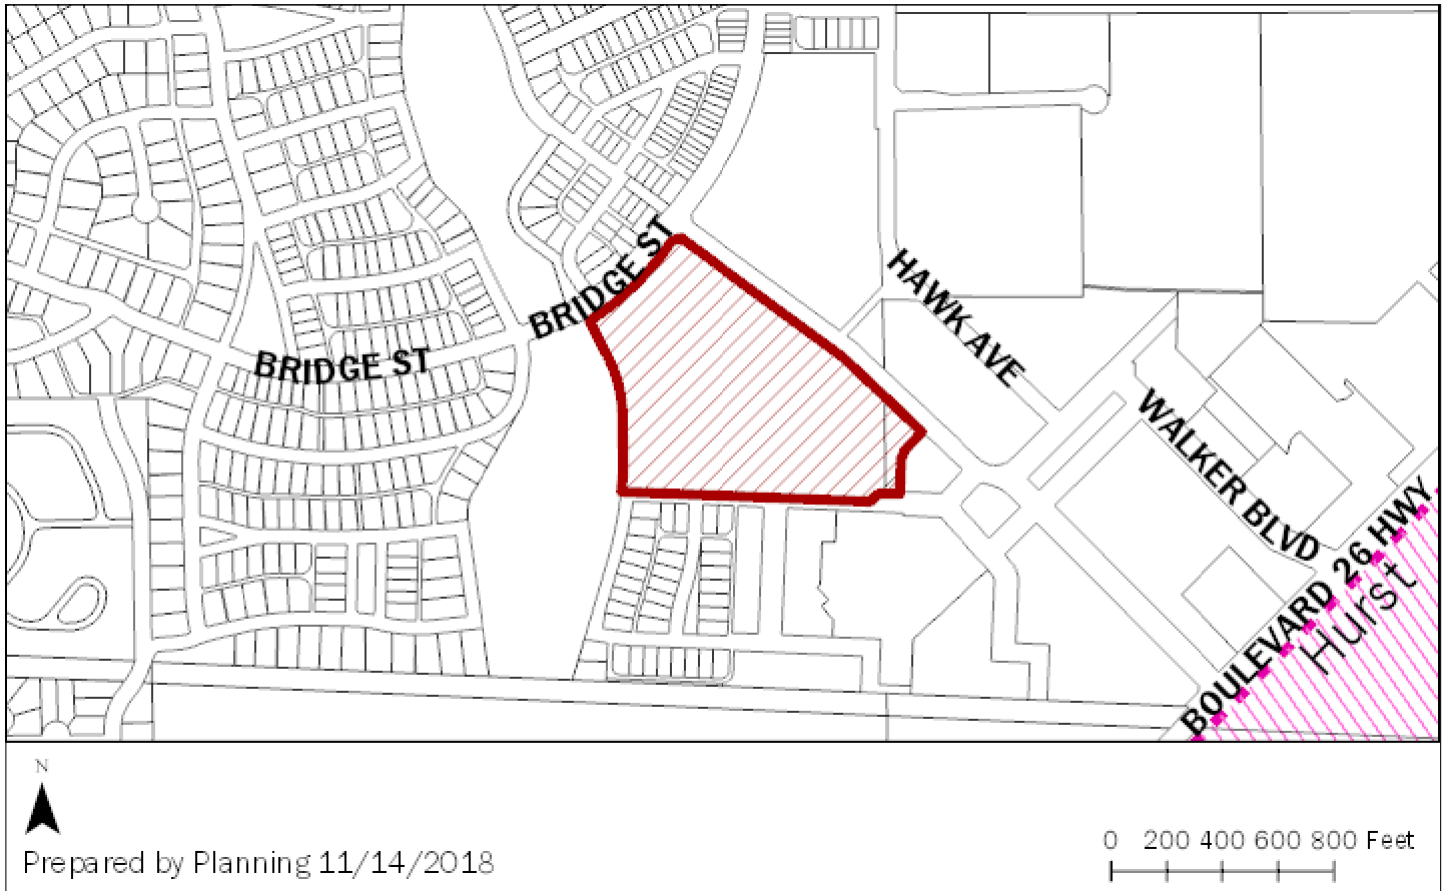 BRIDGE ST
HAWK AVE
BRIDGE ST
WALKER BLVD
BOULEVARD 26 HWY
Hurst
N
0 200 400 600 800 Feet
Prepared by Planning 11/14/2018